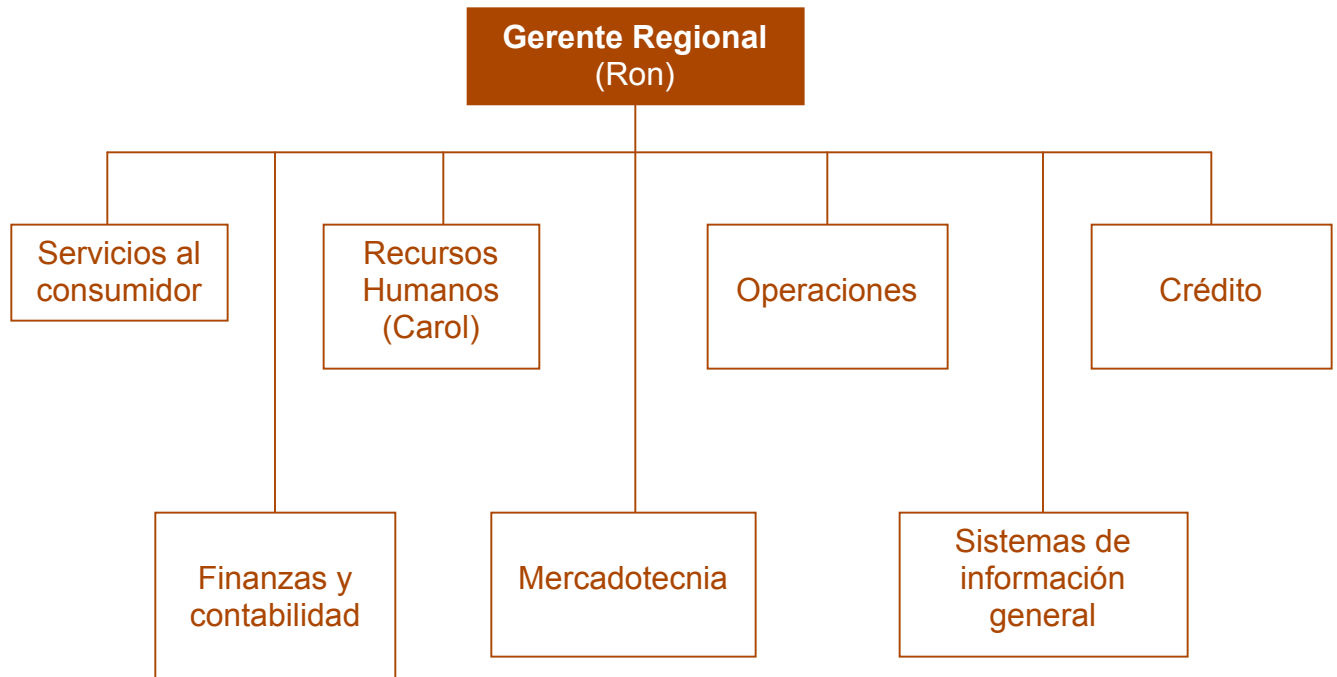 Gerente Regional
(Ron)
Servicios al
consumidor
Recursos
Humanos
(Carol)
Operaciones
Crédito
Finanzas y
contabilidad
Mercadotecnia
Sistemas de
información
general